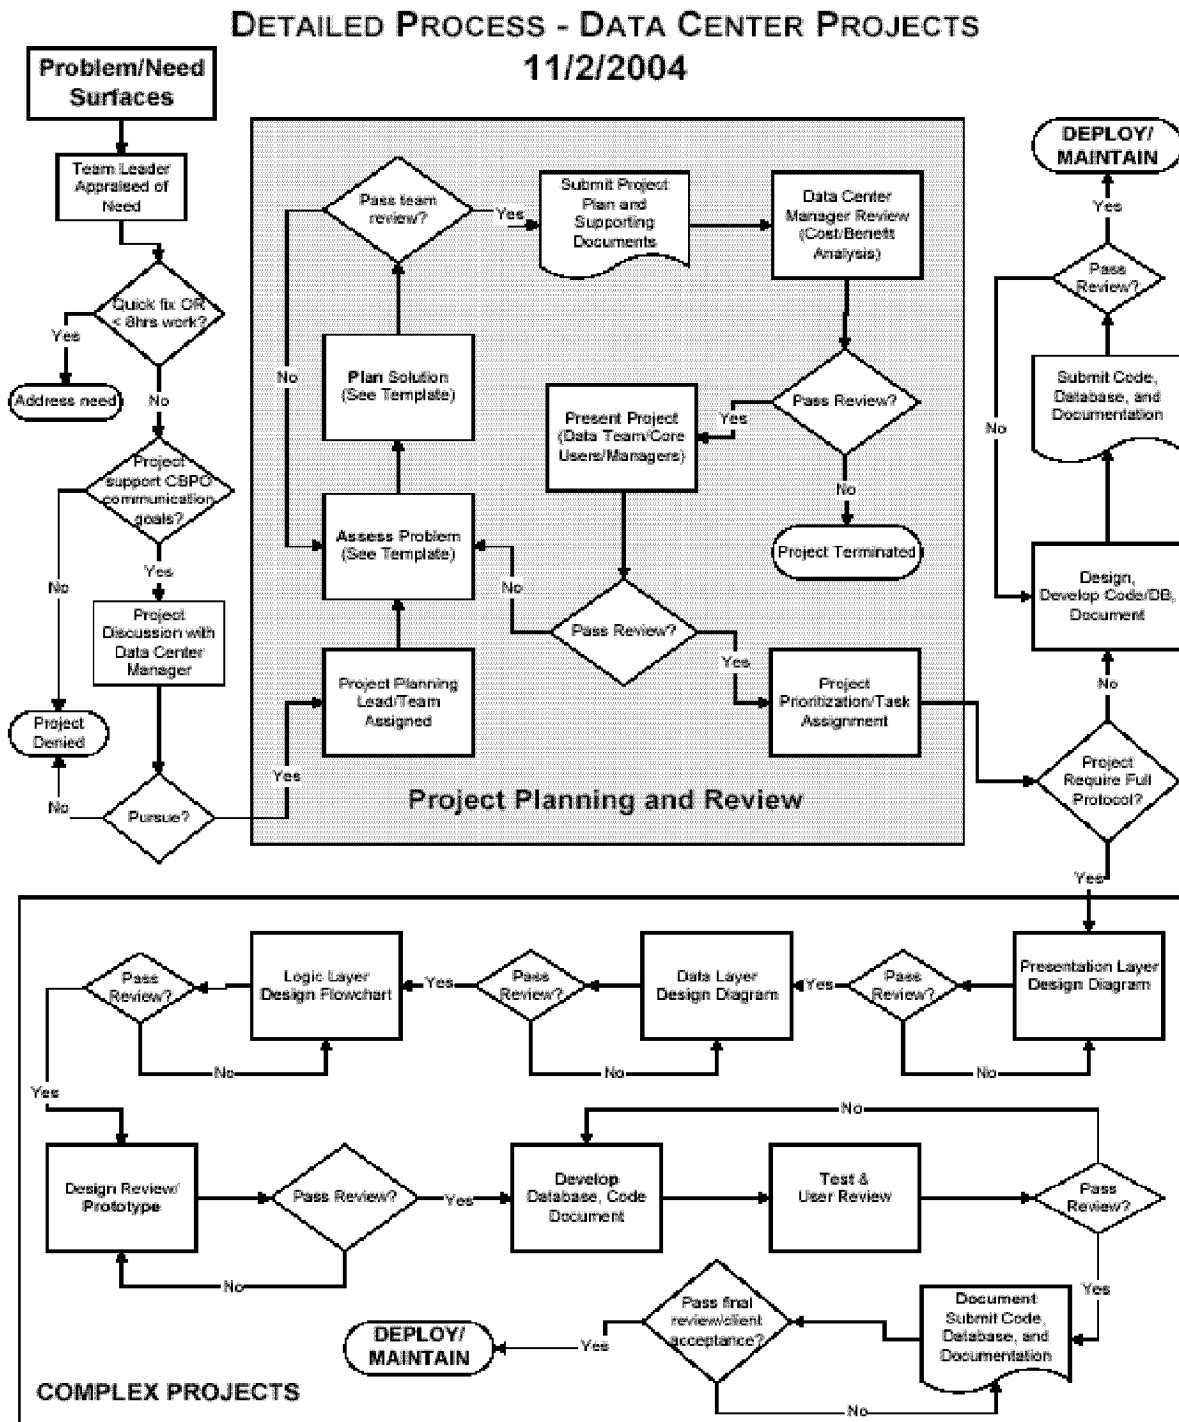 DETAILED PROCESS - DATA CENTER PROJECTS
11/2/2004
Problem/Need
Surfaces
Team Leader
Appraised of
Need
Quick fix OR
< 8hrs work?
Yes
Address need
No
Project
support CBPO
communication
goals?
No
Yes
Project
Discussion with
Data Center
Manager
Project
Denied
No
Pursue?
Yes
Pass team
review?
Yes
No
Submit Project
Plan and
Supporting
Documents
Data Center
Manager Review
(Cost/Benefit
Analysis)
Plan Solution
(See Template)
Pass Review?
Yes
No
Present Project
(Data Team/Core
Users/Managers)
Project Terminated
Assess Problem
(See Template)
No
Pass Review?
Yes
Project Planning
Lead/Team
Assigned
Project
Prioritization/Task
Assignment
Project Planning and Review
DEPLOY/
MAINTAIN
Yes
Pass
Review?
No
Submit Code,
Database, and
Documentation
Design,
Develop Code/DB,
Document
No
Project
Require Full
Protocol?
Yes
Presentation Layer
Design Diagram
Pass
Review?
No
Yes
Data Layer
Design Diagram
Pass
Review?
No
Yes
Logic Layer
Design Flowchart
Pass
Review?
No
Yes
Design Review/
Prototype
Pass Review?
No
Yes
Develop
Database, Code
Document
Test &
User Review
Pass
Review?
No
Yes
Document
Submit Code,
Database, and
Documentation
Pass final
review/client
acceptance?
No
Yes
DEPLOY/
MAINTAIN
COMPLEX PROJECTS